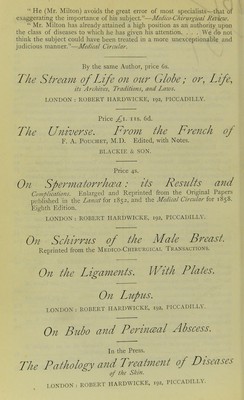 “He (Mr. Milton) avoids the great error of most specialists—that of
exaggerating the importance of his subject.”—Medico-Chirurgical Review.
“Mr. Milton has already attained a high position as an authority upon
the class of diseases to which he has given his attention. . . We do not
think the subject could have been treated in a more unexceptionable and
judicious manner.”—Medical Circular.
By the same Author, price 6s.
The Stream of Life on our Globe; or, Life,
its Archives, Traditions, and Laws.
LONDON: ROBERT HARDWICKE, 192, PICCADILLY.
Price £1. 11s. 6d.
The Universe. From the French of
F. A. POUCHET, M.D. Edited, with Notes.
BLACKIE & SON.
Price 4s.
On Spermatorrhœa: its Results and
Complications. Enlarged and Reprinted from the Original Papers
published in the Lancet for 1852, and the Medical Circular for 1858.
Eighth Edition.
LONDON: ROBERT HARDWICKE, 192, PICCADILLY.
On Schirrus of the Male Breast.
Reprinted from the MEDICO-CHIRURGICAL TRANSACTIONS.
On the Ligaments. With Plates.
On Lupus.
LONDON: ROBERT HARDWICKE, 192, PICCADILLY.
On Bubo and Perinæal Abscess.
In the Press.
The Pathology and Treatment of Diseases
of the Skin.
LONDON: ROBERT HARDWICKE, 192, PICCADILLY.